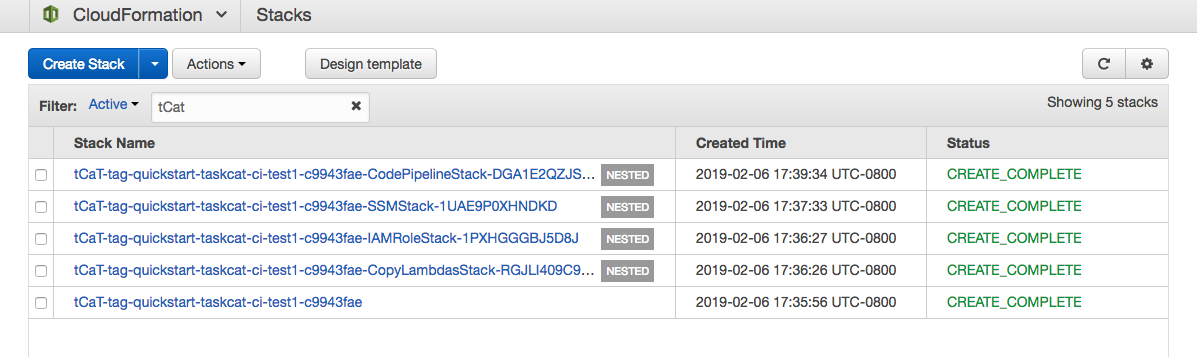 CloudFormation Stacks
Create Stack Actions Design template
Filter: Active tCat Showing 5 stacks
Stack Name Created Time Status
tCaT-tag-quickstart-taskcat-ci-test1-c9943fae-CodePipelineStack-DGA1E2QZJS... NESTED 2019-02-06 17:39:34 UTC-0800 CREATE_COMPLETE
tCaT-tag-quickstart-taskcat-ci-test1-c9943fae-SSMStack-1UAE9P0XHNDKD NESTED 2019-02-06 17:37:33 UTC-0800 CREATE_COMPLETE
tCaT-tag-quickstart-taskcat-ci-test1-c9943fae-IAMRoleStack-1PXHGGGBJ5D8J NESTED 2019-02-06 17:36:27 UTC-0800 CREATE_COMPLETE
tCaT-tag-quickstart-taskcat-ci-test1-c9943fae-CopyLambdasStack-RGJLI409C9... NESTED 2019-02-06 17:36:26 UTC-0800 CREATE_COMPLETE
tCaT-tag-quickstart-taskcat-ci-test1-c9943fae 2019-02-06 17:35:56 UTC-0800 CREATE_COMPLETE